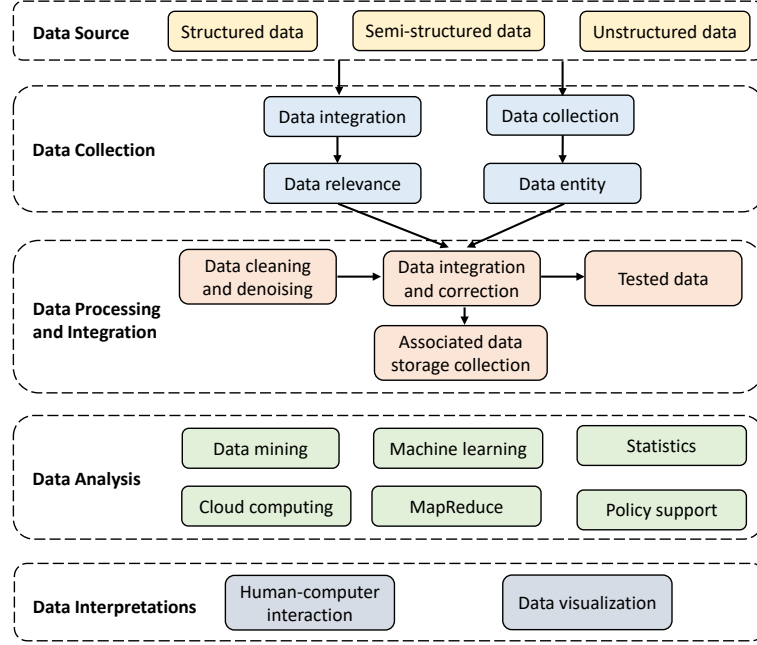 Data Source
Structured data
Semi-structured data
Unstructured data
Data Collection
Data integration
Data collection
Data relevance
Data entity
Data Processing
and Integration
Data cleaning
and denoising
Data integration
and correction
Tested data
Associated data
storage collection
Data Analysis
Data mining
Machine learning
Statistics
Cloud computing
MapReduce
Policy support
Data Interpretations
Human-computer
interaction
Data visualization